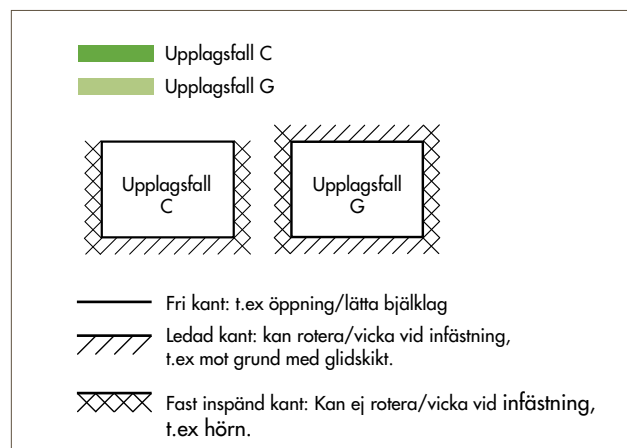 Upplagsfall C
Upplagsfall G
Upplagsfall
C
Upplagsfall
G
Fri kant: t.ex öppning/lätta bjälklag
Ledad kant: kan rotera/vicka vid infästning,
t.ex mot grund med glidskikt.
Fast inspänd kant: Kan ej rotera/vicka vid infästning,
t.ex hörn.